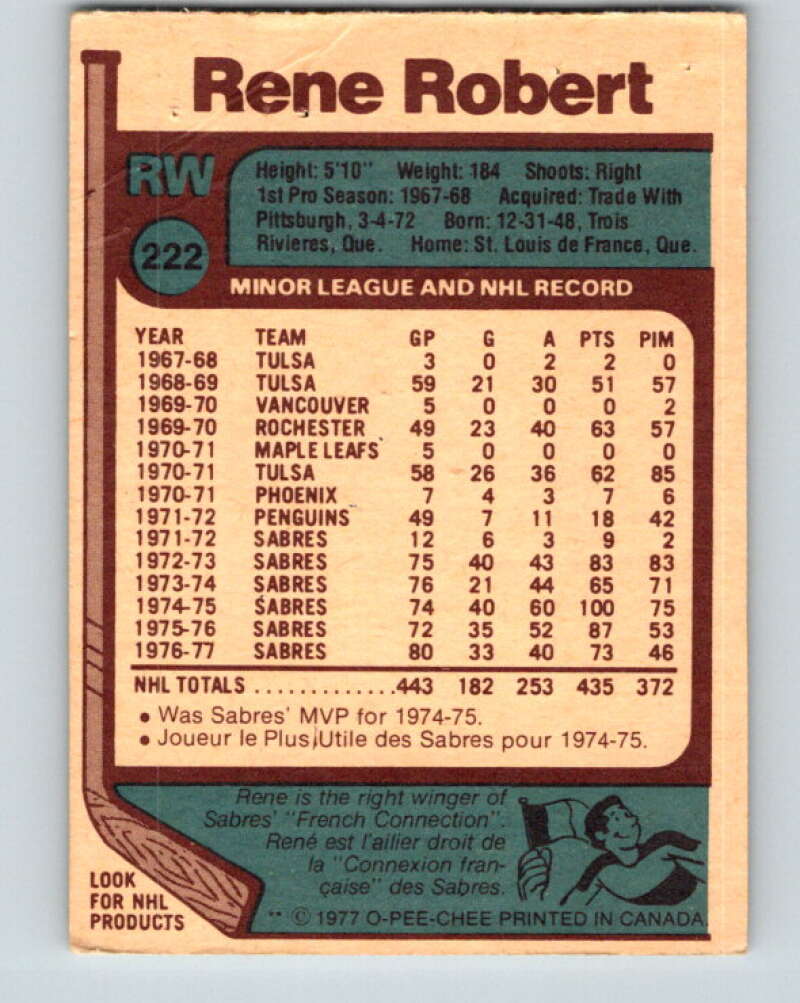 Rene Robert
RW
222
Height: 5'10" Weight: 184 Shoots: Right
1st Pro Season: 1967-68 Acquired: Trade With
Pittsburgh, 3-4-72 Born: 12-31-48, Trois
Rivieres, Que. Home: St. Louis de France, Que.
MINOR LEAGUE AND NHL RECORD
YEAR TEAM GP G A PTS PIM
1967-68 TULSA 3 0 2 2 0
1968-69 TULSA 59 21 30 51 57
1969-70 VANCOUVER 5 0 0 0 2
1969-70 ROCHESTER 49 23 40 63 57
1970-71 MAPLE LEAFS 5 0 0 0 0
1970-71 TULSA 58 26 36 62 85
1970-71 PHOENIX 7 4 3 7 6
1971-72 PENGUINS 49 7 11 18 42
1971-72 SABRES 12 6 3 9 2
1972-73 SABRES 75 40 43 83 83
1973-74 SABRES 76 21 44 65 71
1974-75 SABRES 74 40 60 100 75
1975-76 SABRES 72 35 52 87 53
1976-77 SABRES 80 33 40 73 46
NHL TOTALS .............443 182 253 435 372
• Was Sabres' MVP for 1974-75.
• Joueur le Plus Utile des Sabres pour 1974-75.
Rene is the right winger of
Sabres' "French Connection".
René est l'ailier droit de
la "Connexion fran-
çaise" des Sabres.
LOOK
FOR NHL
PRODUCTS
** © 1977 O-PEE-CHEE PRINTED IN CANADA.